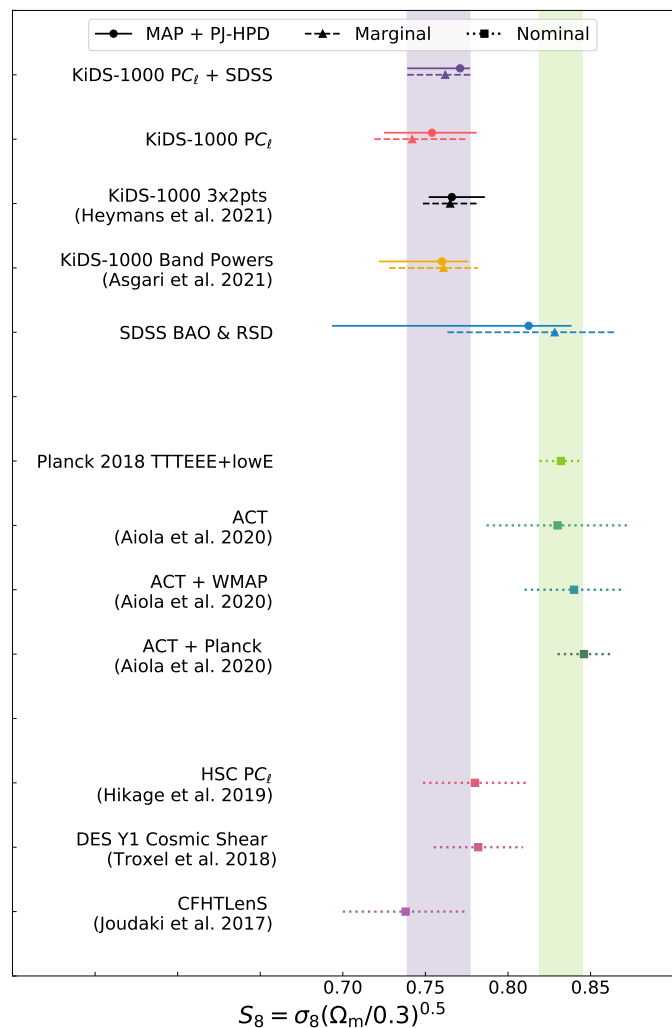 MAP + PJ-HPD Marginal Nominal
KiDS-1000 PCℓ + SDSS
KiDS-1000 PCℓ
KiDS-1000 3x2pts
(Heymans et al. 2021)
KiDS-1000 Band Powers
(Asgari et al. 2021)
SDSS BAO & RSD
Planck 2018 TTTEEE+lowE
ACT
(Aiola et al. 2020)
ACT + WMAP
(Aiola et al. 2020)
ACT + Planck
(Aiola et al. 2020)
HSC PCℓ
(Hikage et al. 2019)
DES Y1 Cosmic Shear
(Troxel et al. 2018)
CFHTLenS
(Joudaki et al. 2017)
0.70 0.75 0.80 0.85
S₈ = σ₈(Ωₘ/0.3)⁰·⁵